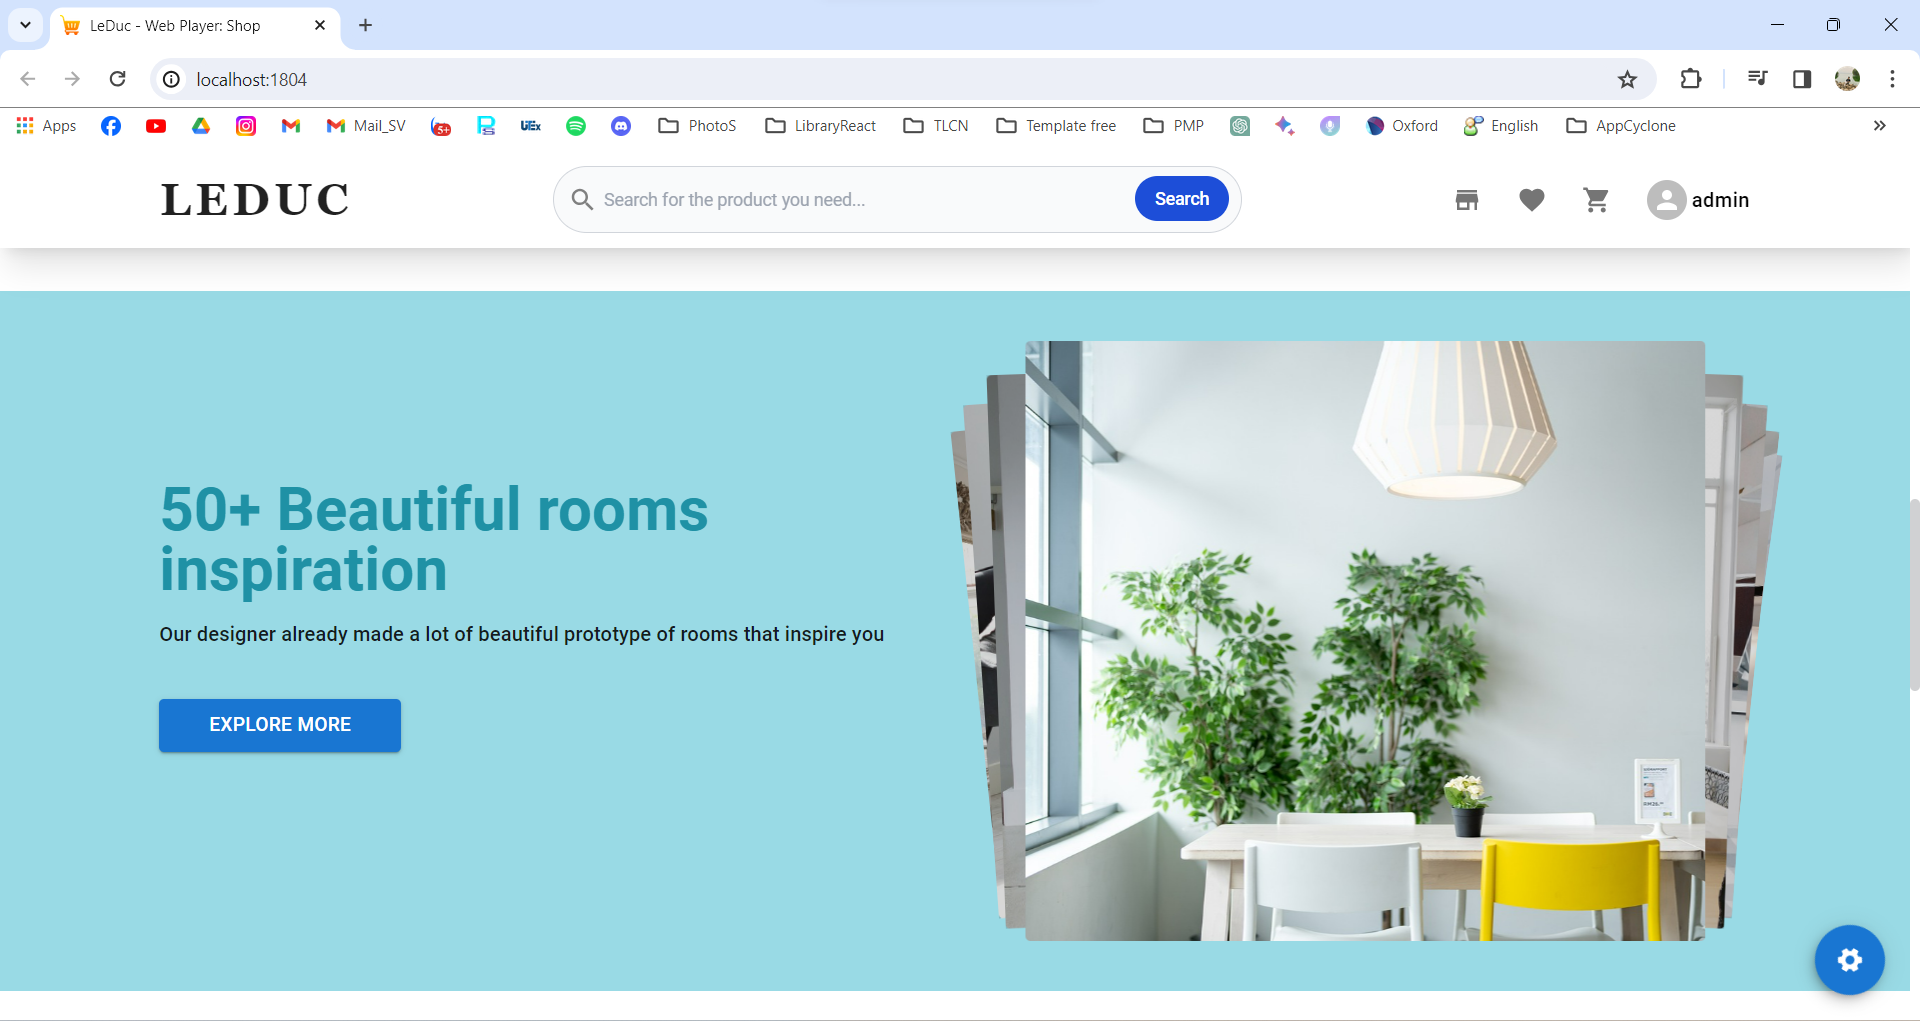 LeDuc - Web Player: Shop
localhost:1804
Apps
Mail_SV
5+
UTEx
PhotoS
LibraryReact
TLCN
Template free
PMP
Oxford
English
AppCyclone
LEDUC
Search for the product you need...
Search
admin
50+ Beautiful rooms
inspiration
Our designer already made a lot of beautiful prototype of rooms that inspire you
EXPLORE MORE